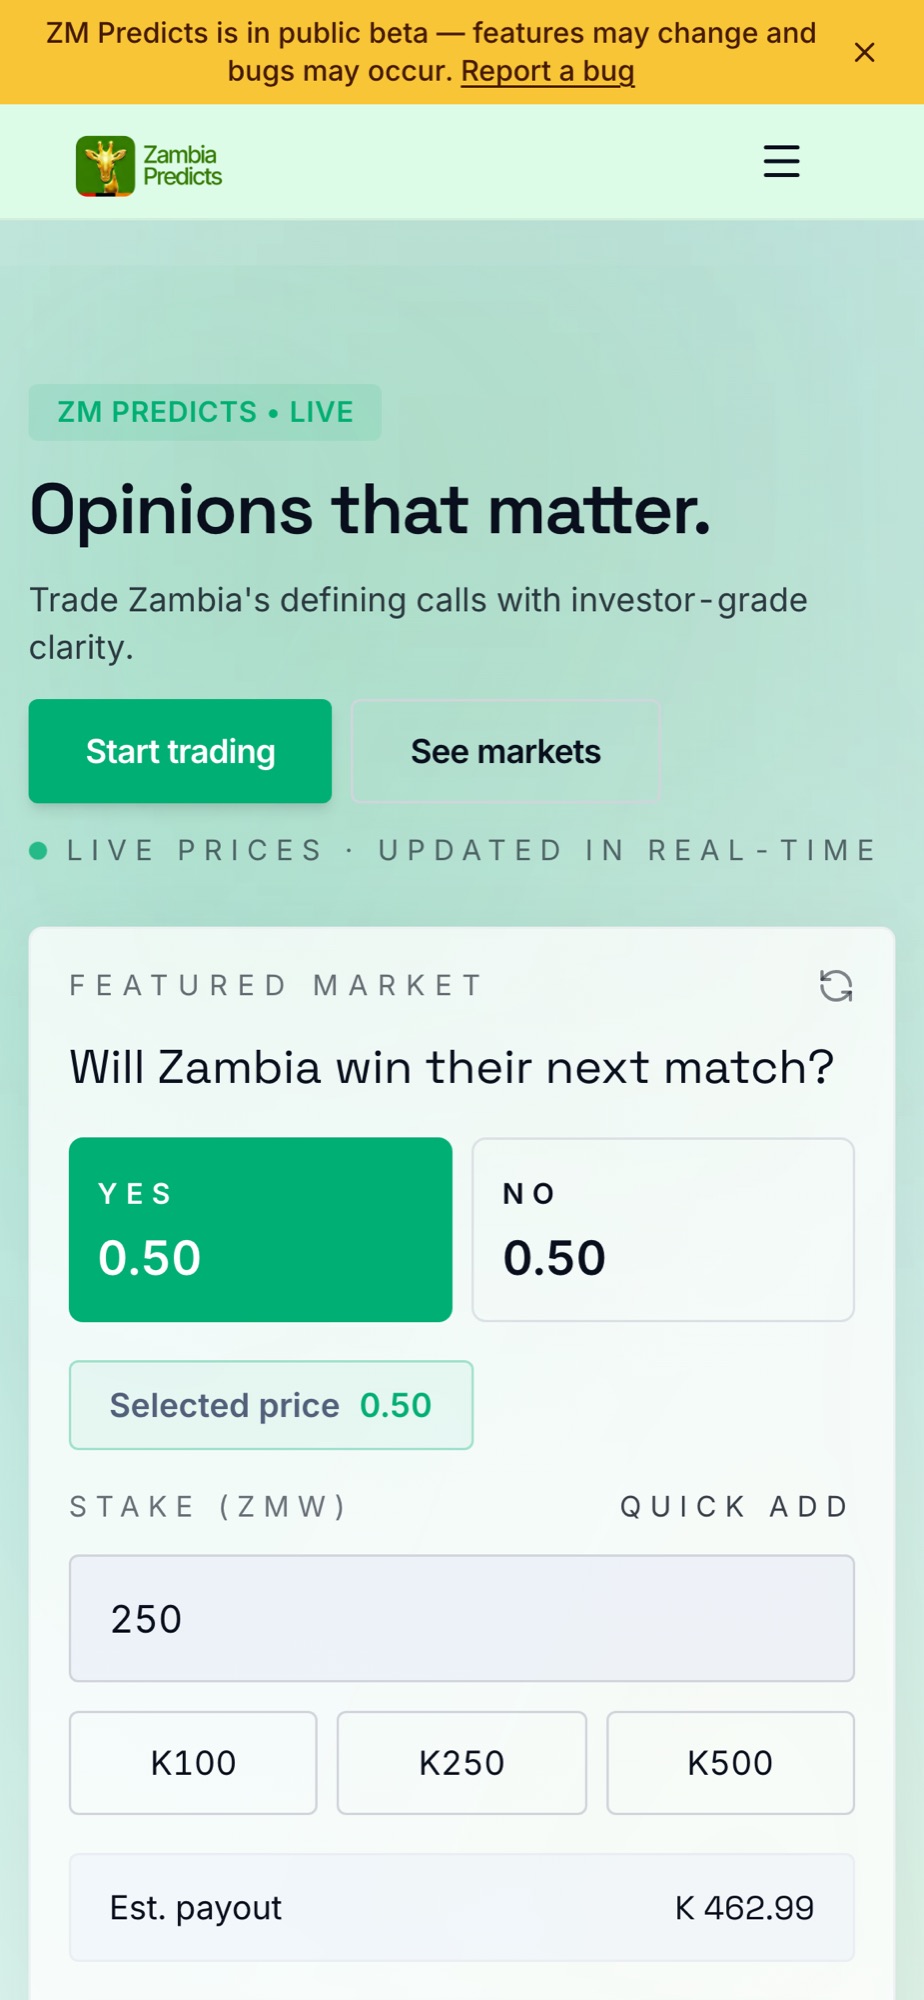 ZM Predicts is in public beta — features may change and
bugs may occur. Report a bug
Zambia
Predicts
ZM PREDICTS • LIVE
Opinions that matter.
Trade Zambia's defining calls with investor-grade
clarity.
Start trading
See markets
LIVE PRICES · UPDATED IN REAL-TIME
FEATURED MARKET
Will Zambia win their next match?
YES
0.50
NO
0.50
Selected price 0.50
STAKE (ZMW)
QUICK ADD
250
K100
K250
K500
Est. payout
K 462.99